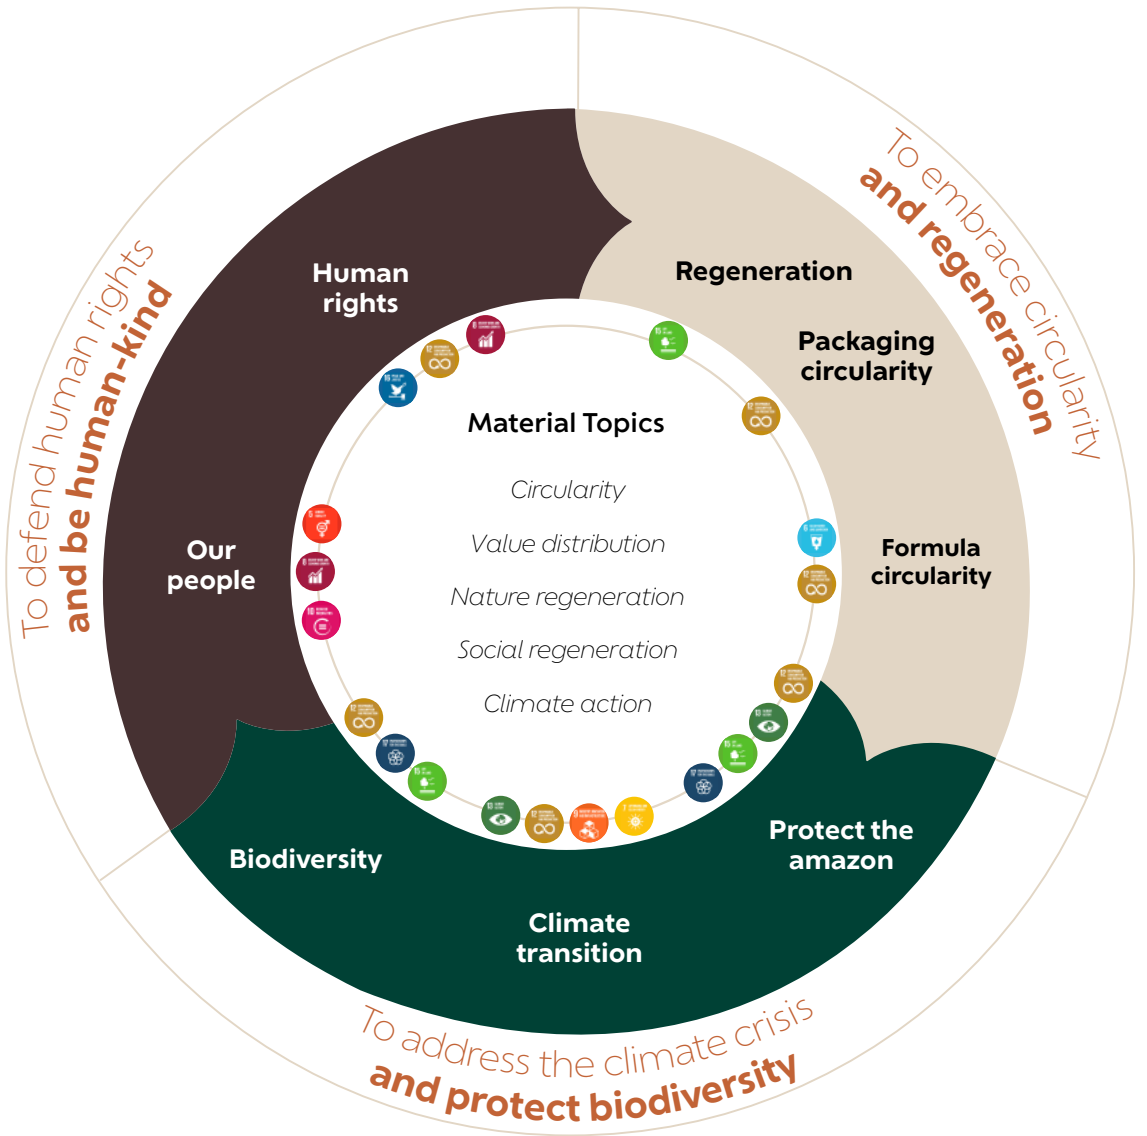 To embrace circularity
and regeneration
Regeneration
Packaging
circularity
Formula
circularity
To defend human rights
and be human-kind
Human
rights
Our
people
Material Topics
Circularity
Value distribution
Nature regeneration
Social regeneration
Climate action
Biodiversity
Climate
transition
Protect the
amazon
To address the climate crisis
and protect biodiversity